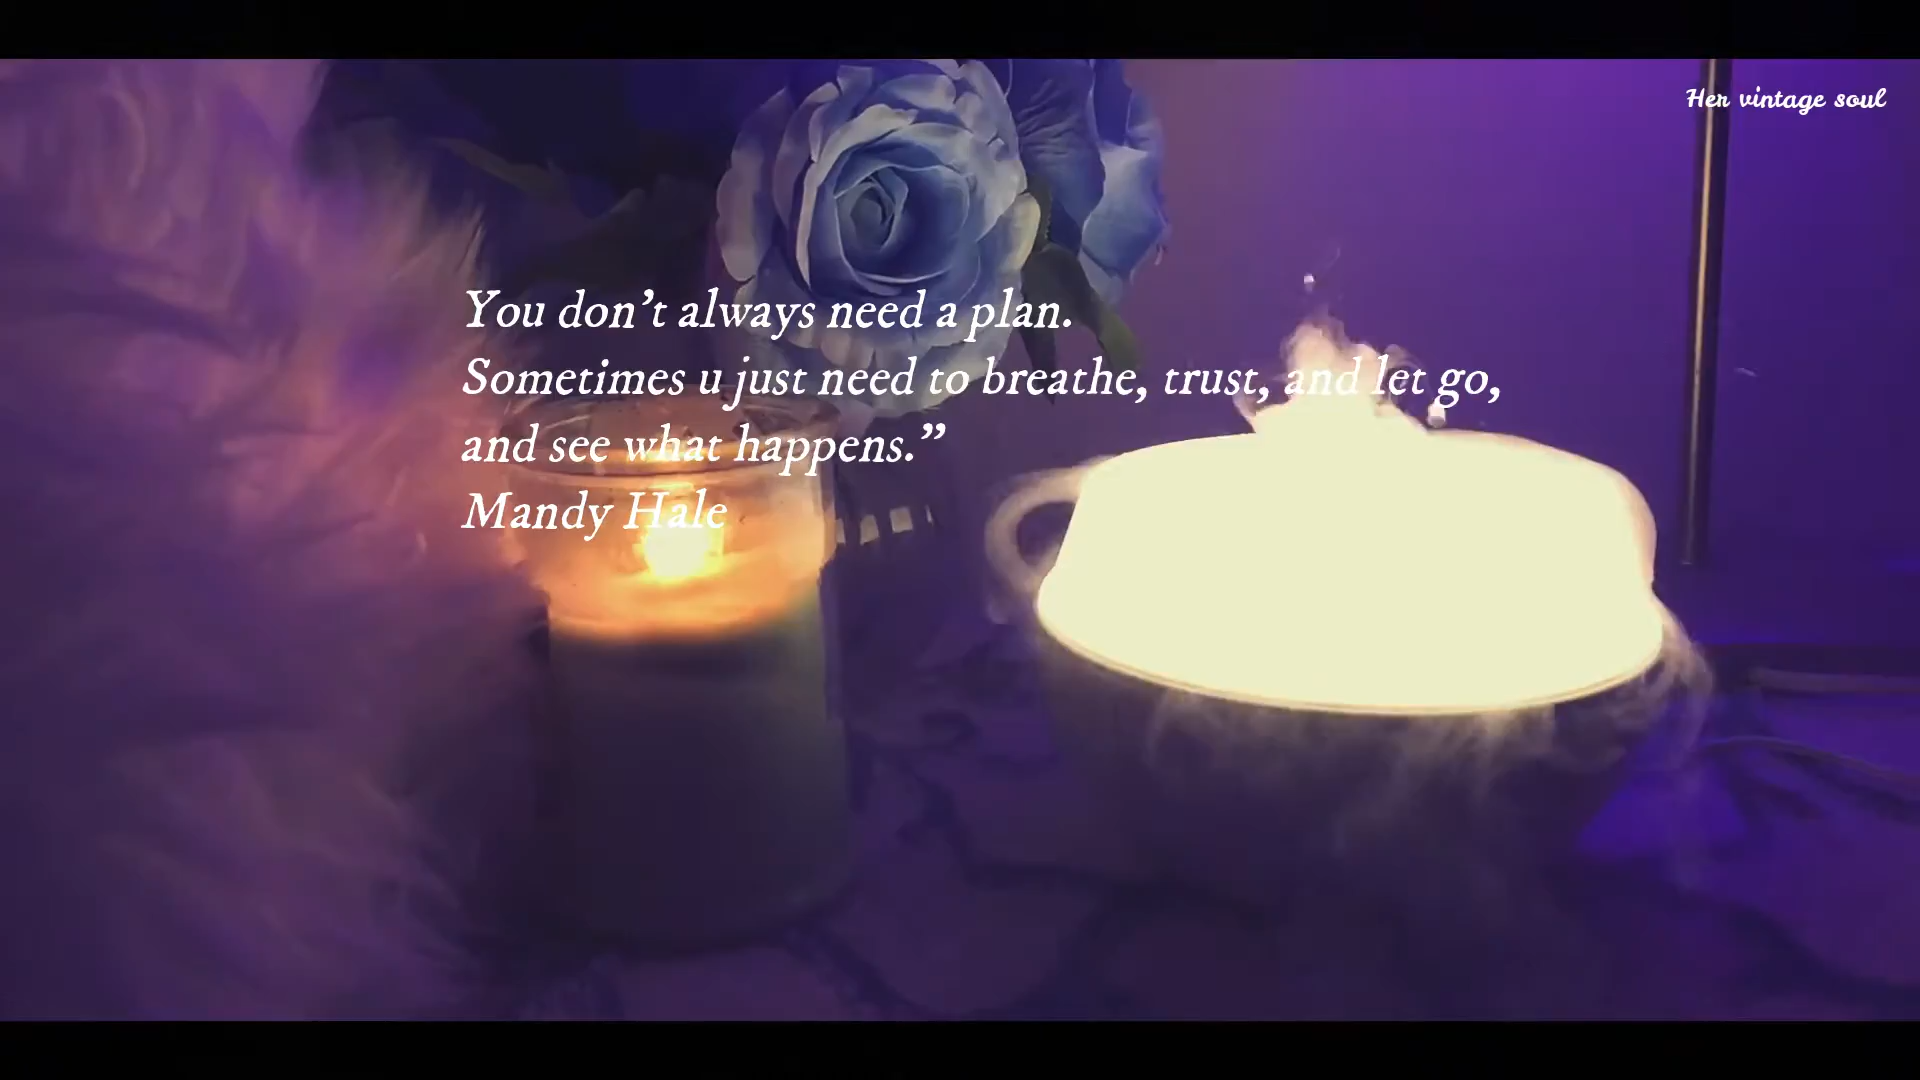 Her vintage soul
You don't always need a plan.
Sometimes u just need to breathe, trust, and let go,
and see what happens.”
Mandy Hale